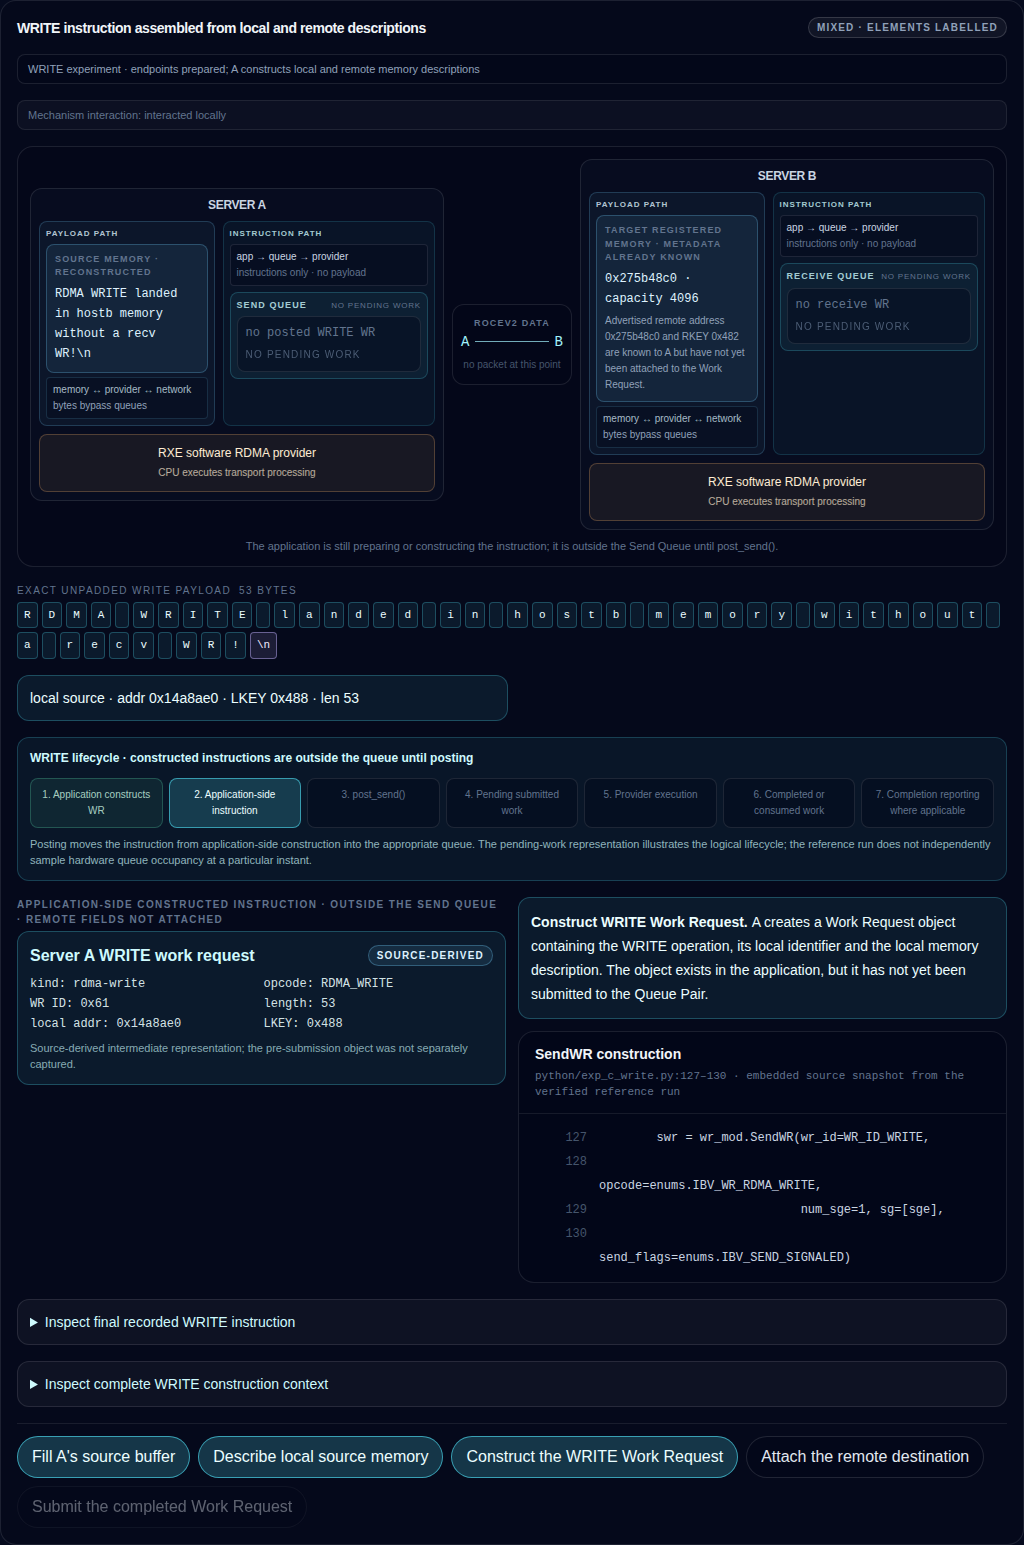 WRITE instruction assembled from local and remote descriptions
MIXED · ELEMENTS LABELLED
WRITE experiment · endpoints prepared; A constructs local and remote memory descriptions
Mechanism interaction: interacted locally
SERVER A
PAYLOAD PATH
SOURCE MEMORY ·
RECONSTRUCTED
RDMA WRITE landed
in hostb memory
without a recv
WR!\n
memory ↔ provider ↔ network
bytes bypass queues
INSTRUCTION PATH
app → queue → provider
instructions only · no payload
SEND QUEUE
NO PENDING WORK
no posted WRITE WR
NO PENDING WORK
RXE software RDMA provider
CPU executes transport processing
ROCEV2 DATA
A B
no packet at this point
SERVER B
PAYLOAD PATH
TARGET REGISTERED
MEMORY · METADATA
ALREADY KNOWN
0x275b48c0 ·
capacity 4096
Advertised remote address
0x275b48c0 and RKEY 0x482
are known to A but have not yet
been attached to the Work
Request.
memory ↔ provider ↔ network
bytes bypass queues
INSTRUCTION PATH
app → queue → provider
instructions only · no payload
RECEIVE QUEUE
NO PENDING WORK
no receive WR
NO PENDING WORK
RXE software RDMA provider
CPU executes transport processing
The application is still preparing or constructing the instruction; it is outside the Send Queue until post_send().
EXACT UNPADDED WRITE PAYLOAD 53 BYTES
R D M A W R I T E l a n d e d i n h o s t b m e m o r y w i t h o u t
a r e c v W R ! \n
local source · addr 0x14a8ae0 · LKEY 0x488 · len 53
WRITE lifecycle · constructed instructions are outside the queue until posting
1. Application constructs
WR
2. Application-side
instruction
3. post_send()
4. Pending submitted
work
5. Provider execution
6. Completed or
consumed work
7. Completion reporting
where applicable
Posting moves the instruction from application-side construction into the appropriate queue. The pending-work representation illustrates the logical lifecycle; the reference run does not independently
sample hardware queue occupancy at a particular instant.
APPLICATION-SIDE CONSTRUCTED INSTRUCTION · OUTSIDE THE SEND QUEUE
· REMOTE FIELDS NOT ATTACHED
Server A WRITE work request
SOURCE-DERIVED
kind: rdma-write
opcode: RDMA_WRITE
WR ID: 0x61
length: 53
local addr: 0x14a8ae0
LKEY: 0x488
Source-derived intermediate representation; the pre-submission object was not separately
captured.
Construct WRITE Work Request. A creates a Work Request object
containing the WRITE operation, its local identifier and the local memory
description. The object exists in the application, but it has not yet been
submitted to the Queue Pair.
SendWR construction
python/exp_c_write.py:127–130 · embedded source snapshot from the
verified reference run
127 swr = wr_mod.SendWR(wr_id=WR_ID_WRITE,
128
opcode=enums.IBV_WR_RDMA_WRITE,
129 num_sge=1, sg=[sge],
130
send_flags=enums.IBV_SEND_SIGNALED)
▶ Inspect final recorded WRITE instruction
▶ Inspect complete WRITE construction context
Fill A's source buffer
Describe local source memory
Construct the WRITE Work Request
Attach the remote destination
Submit the completed Work Request